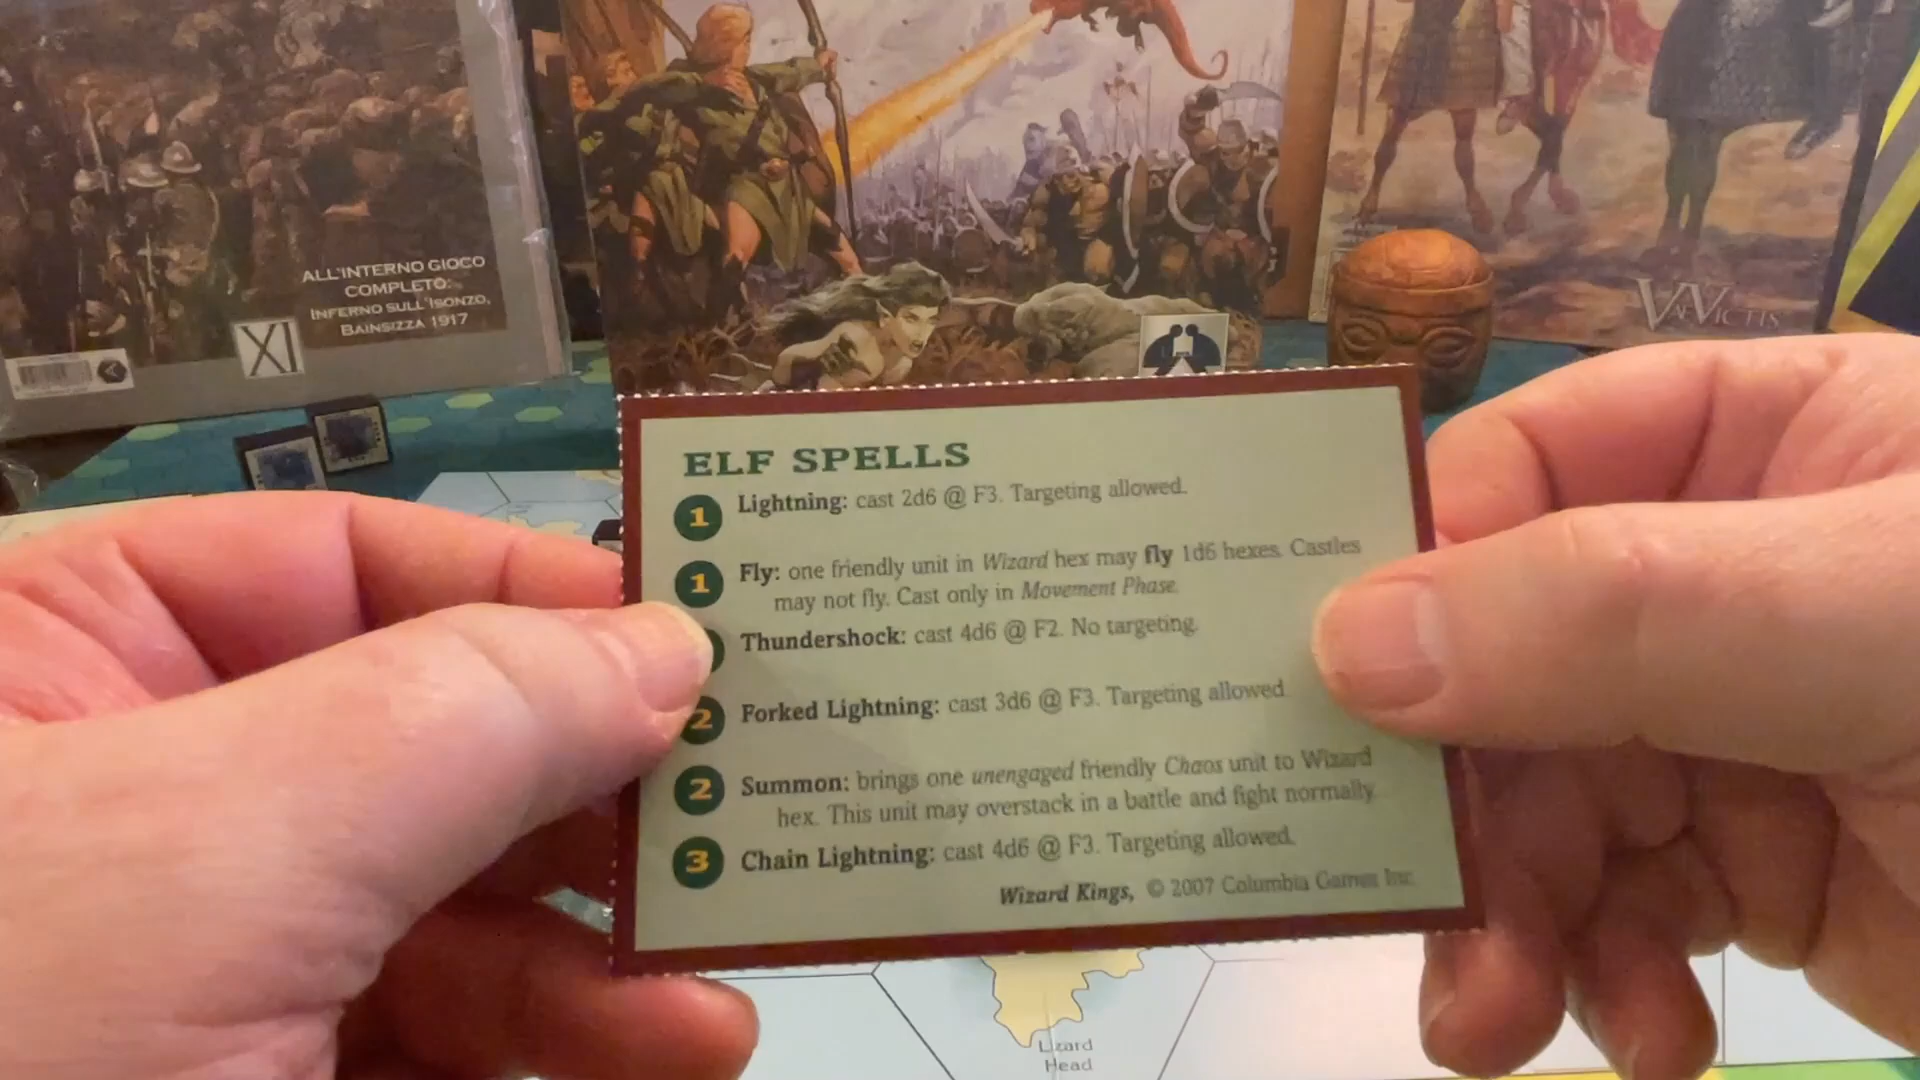 ALL'INTERNO GIOCO
COMPLETO:
INFERNO SULL'ISONZO,
BAINSIZZA 1917
XI
VAE VICTIS
ELF SPELLS
1 Lightning: cast 2d6 @ F3. Targeting allowed.
1 Fly: one friendly unit in Wizard hex may fly 1d6 hexes. Castles
may not fly. Cast only in Movement Phase.
Thundershock: cast 4d6 @ F2. No targeting.
2 Forked Lightning: cast 3d6 @ F3. Targeting allowed.
2 Summon: brings one unengaged friendly Chaos unit to Wizard
hex. This unit may overstack in a battle and fight normally.
3 Chain Lightning: cast 4d6 @ F3. Targeting allowed.
Wizard Kings, © 2007 Columbia Games Inc.
Lizard
Head